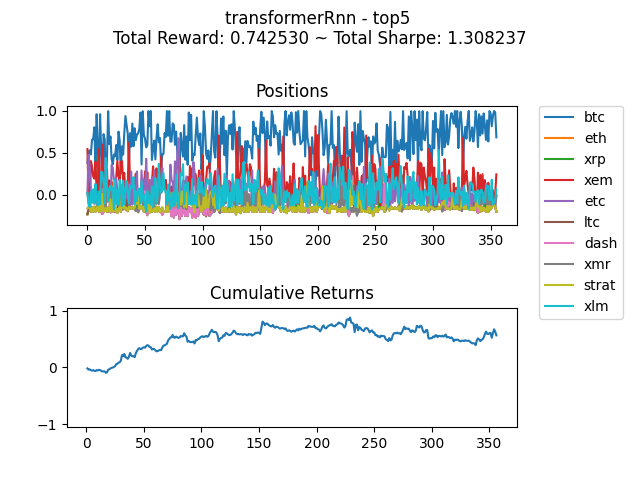 transformerRnn - top5
Total Reward: 0.742530 ~ Total Sharpe: 1.308237
Positions
1.0
0.5
0.0
0 50 100 150 200 250 300 350
btc
eth
xrp
xem
etc
ltc
dash
xmr
strat
xlm
Cumulative Returns
1
0
−1
0 50 100 150 200 250 300 350